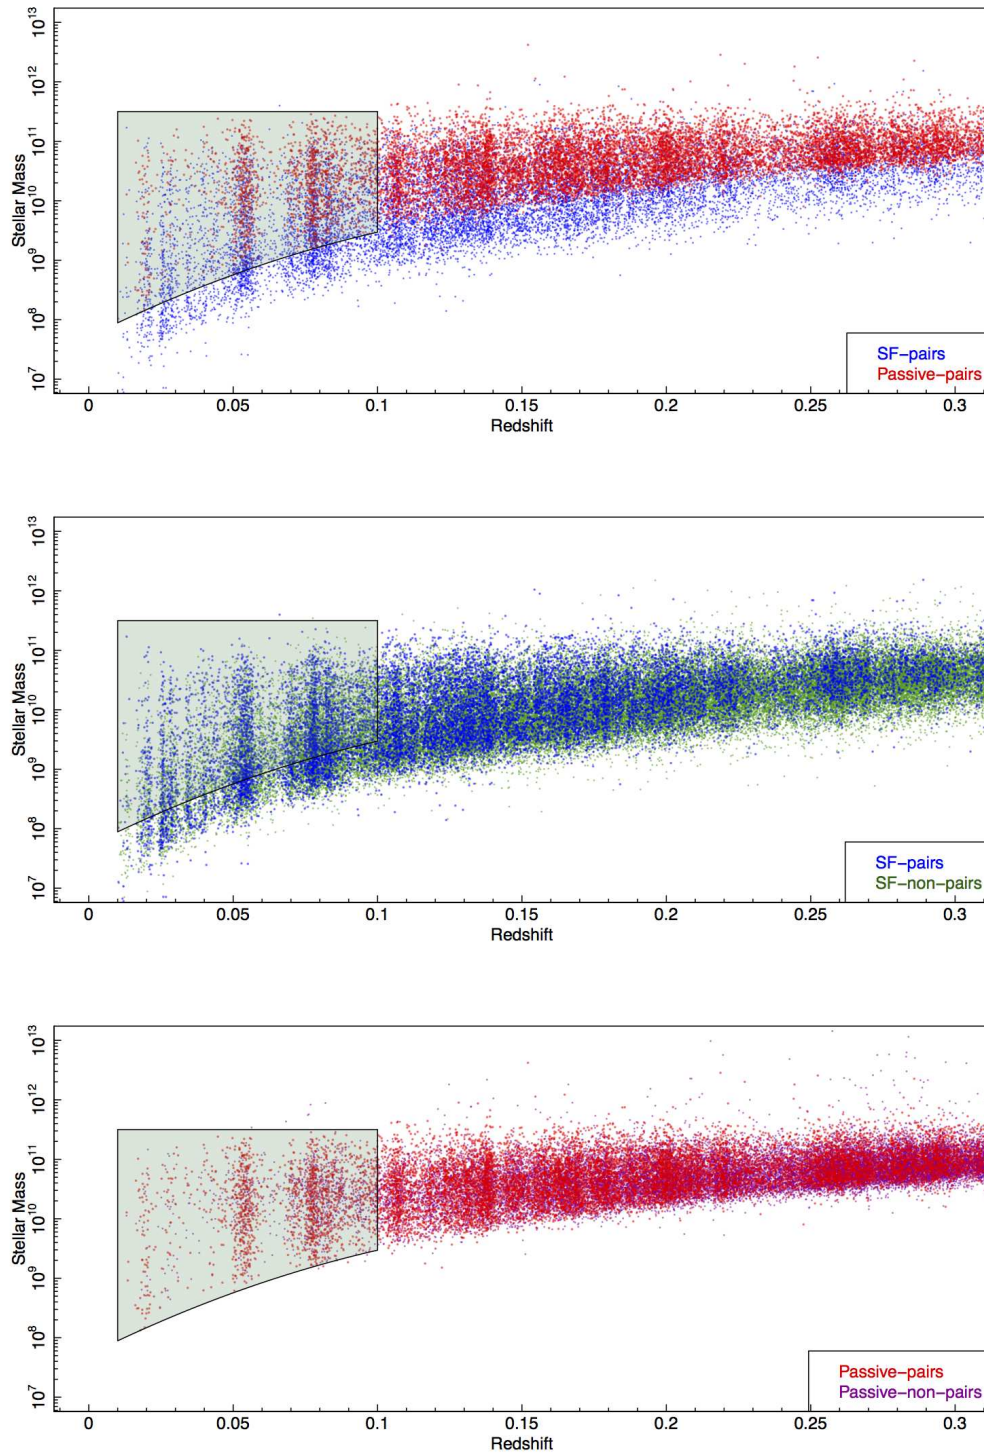 10^13
10^12
10^11
10^10
10^9
10^8
10^7
Stellar Mass
0 0.05 0.1 0.15 0.2 0.25 0.3
Redshift
SF-pairs
Passive-pairs
10^13
10^12
10^11
10^10
10^9
10^8
10^7
Stellar Mass
0 0.05 0.1 0.15 0.2 0.25 0.3
Redshift
SF-pairs
SF-non-pairs
10^13
10^12
10^11
10^10
10^9
10^8
10^7
Stellar Mass
0 0.05 0.1 0.15 0.2 0.25 0.3
Redshift
Passive-pairs
Passive-non-pairs